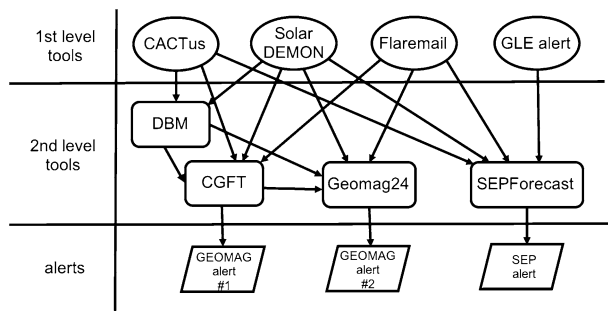 1st level
tools
CACTus
Solar
DEMON
Flaremail
GLE alert
2nd level
tools
DBM
CGFT
Geomag24
SEPForecast
alerts
GEOMAG
alert
#1
GEOMAG
alert
#2
SEP
alert